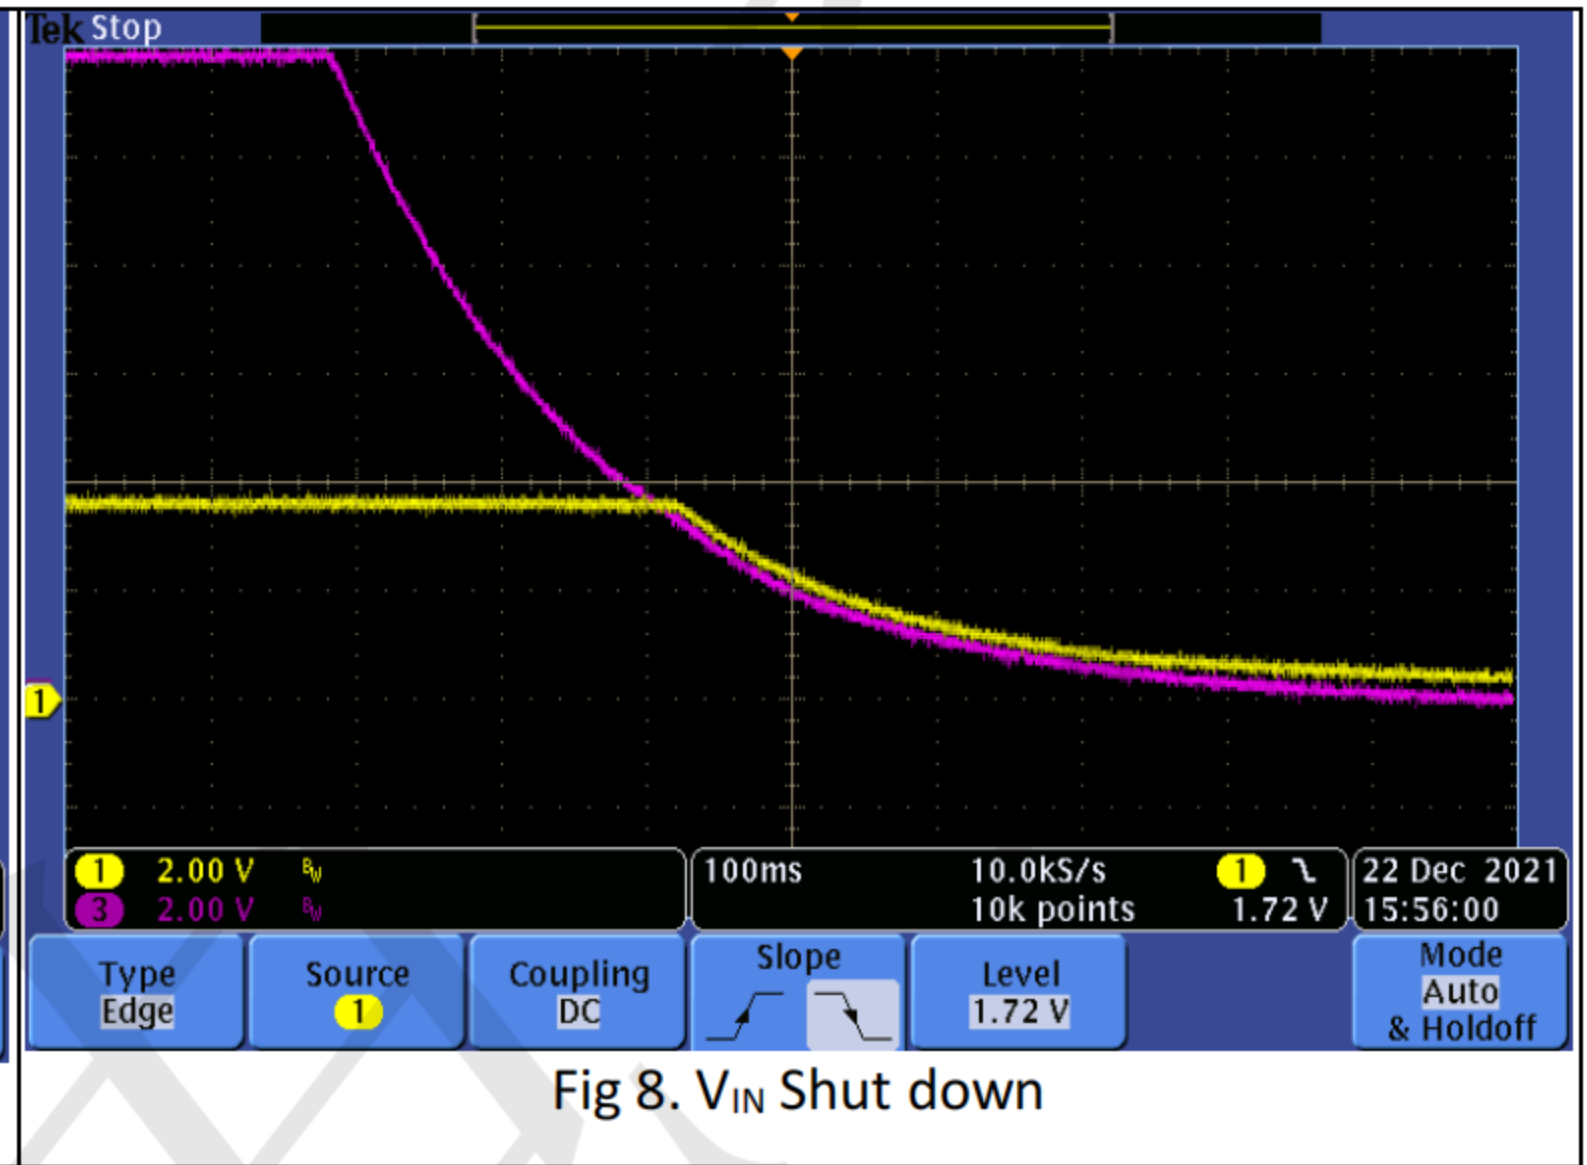 Tek Stop
1
1 2.00 V BW
3 2.00 V BW
100ms 10.0kS/s
10k points
1
1.72 V
22 Dec 2021
15:56:00
Type
Edge
Source
1
Coupling
DC
Slope
Level
1.72 V
Mode
Auto
& Holdoff
Fig 8. VIN Shut down